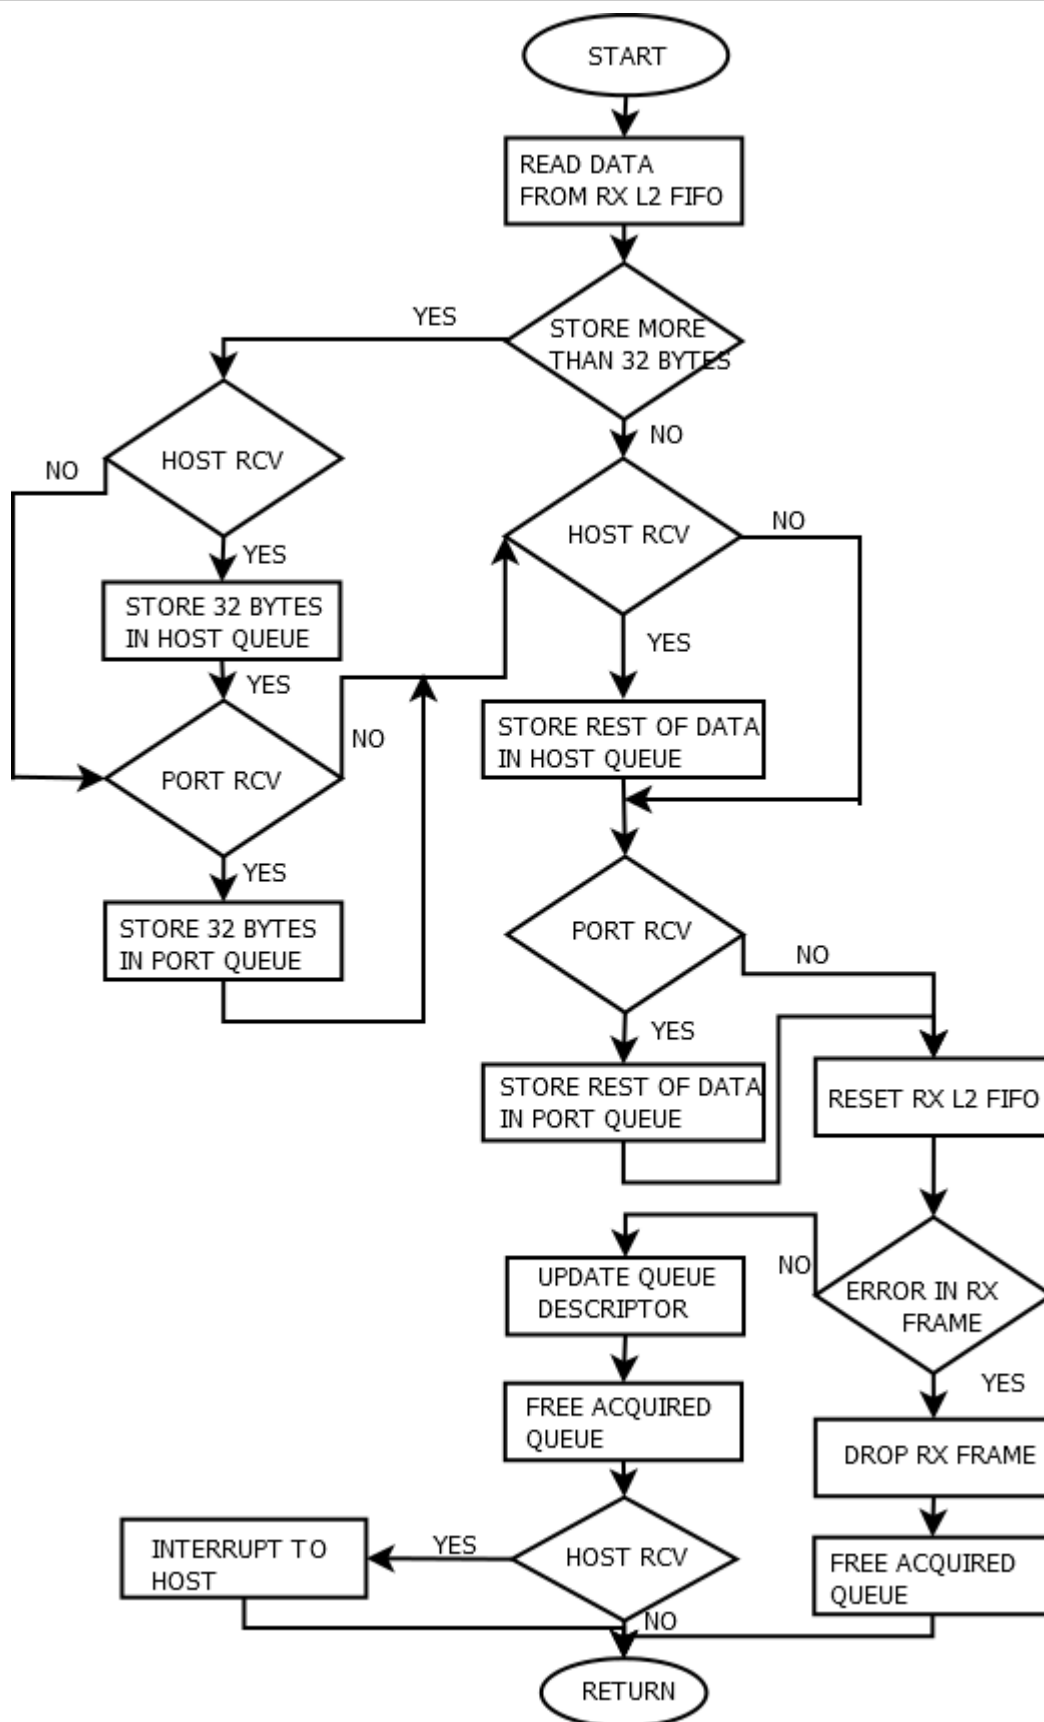 START
READ DATA
FROM RX L2 FIFO
YES
STORE MORE
THAN 32 BYTES
NO
HOST RCV
NO
HOST RCV
NO
YES
STORE 32 BYTES
IN HOST QUEUE
YES
YES
STORE REST OF DATA
IN HOST QUEUE
NO
PORT RCV
YES
STORE 32 BYTES
IN PORT QUEUE
PORT RCV
NO
YES
STORE REST OF DATA
IN PORT QUEUE
RESET RX L2 FIFO
NO
UPDATE QUEUE
DESCRIPTOR
ERROR IN RX
FRAME
YES
FREE ACQUIRED
QUEUE
DROP RX FRAME
YES
HOST RCV
INTERRUPT TO
HOST
FREE ACQUIRED
QUEUE
NO
RETURN